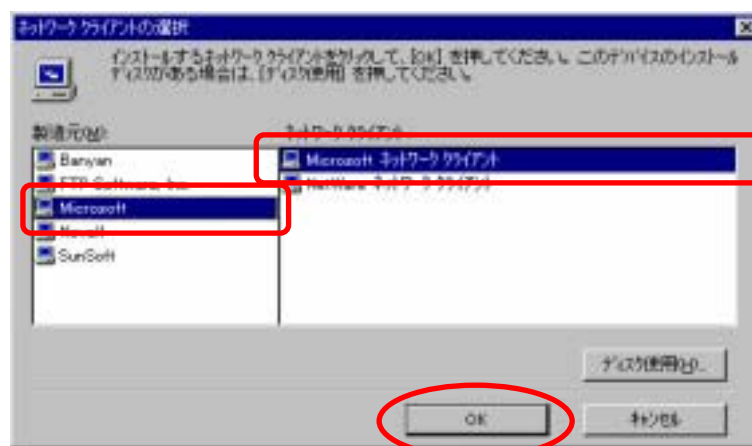 ネットワーク クライアントの選択
インストールするネットワーク クライアントをクリックして、[OK] を押してください。このデバイスのインストール
ディスクがある場合は、[ディスク使用] を押してください。
製造元(M):
ネットワーク クライアント
Banyan
Microsoft ネットワーク クライアント
FTP Software, Inc.
NetWare ネットワーク クライアント
Microsoft
Novell
SunSoft
ディスク使用(H)...
OK
キャンセル